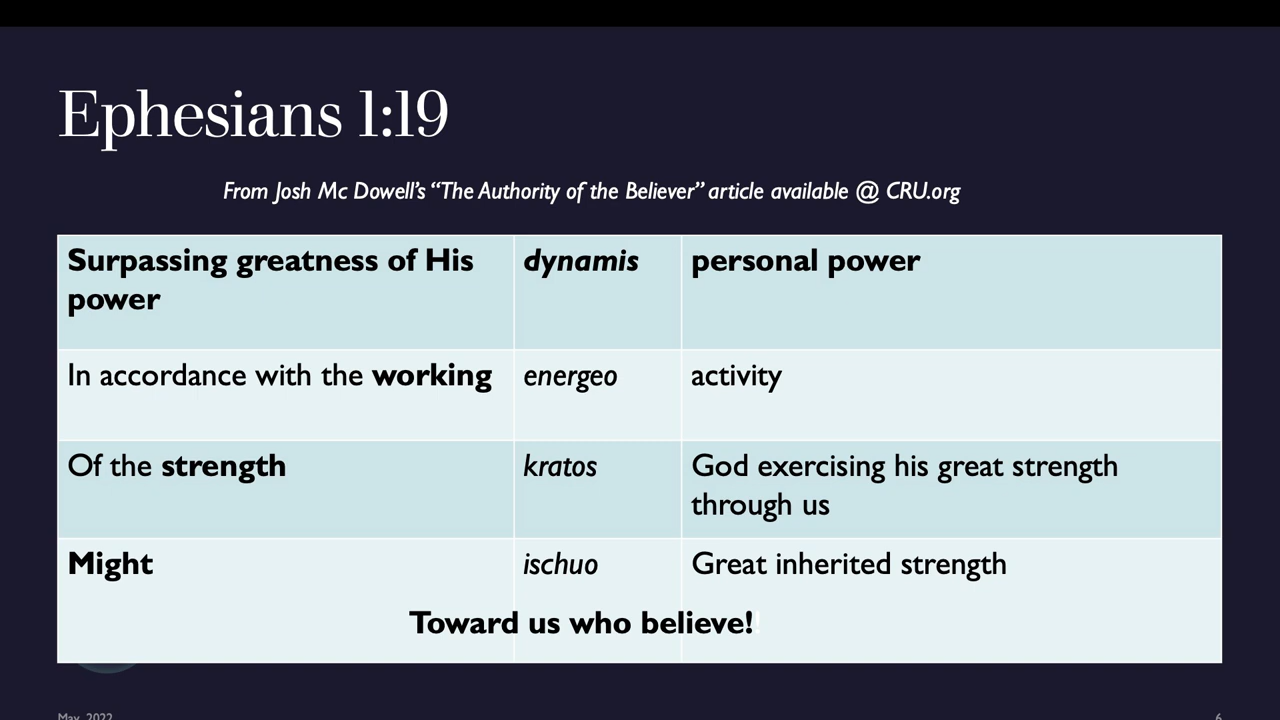 Ephesians 1:19
From Josh Mc Dowell’s “The Authority of the Believer” article available @ CRU.org
Surpassing greatness of His
power
dynamis
personal power
In accordance with the working
energeo
activity
Of the strength
kratos
God exercising his great strength
through us
Might
ischuo
Great inherited strength
Toward us who believe!
May, 2022
6